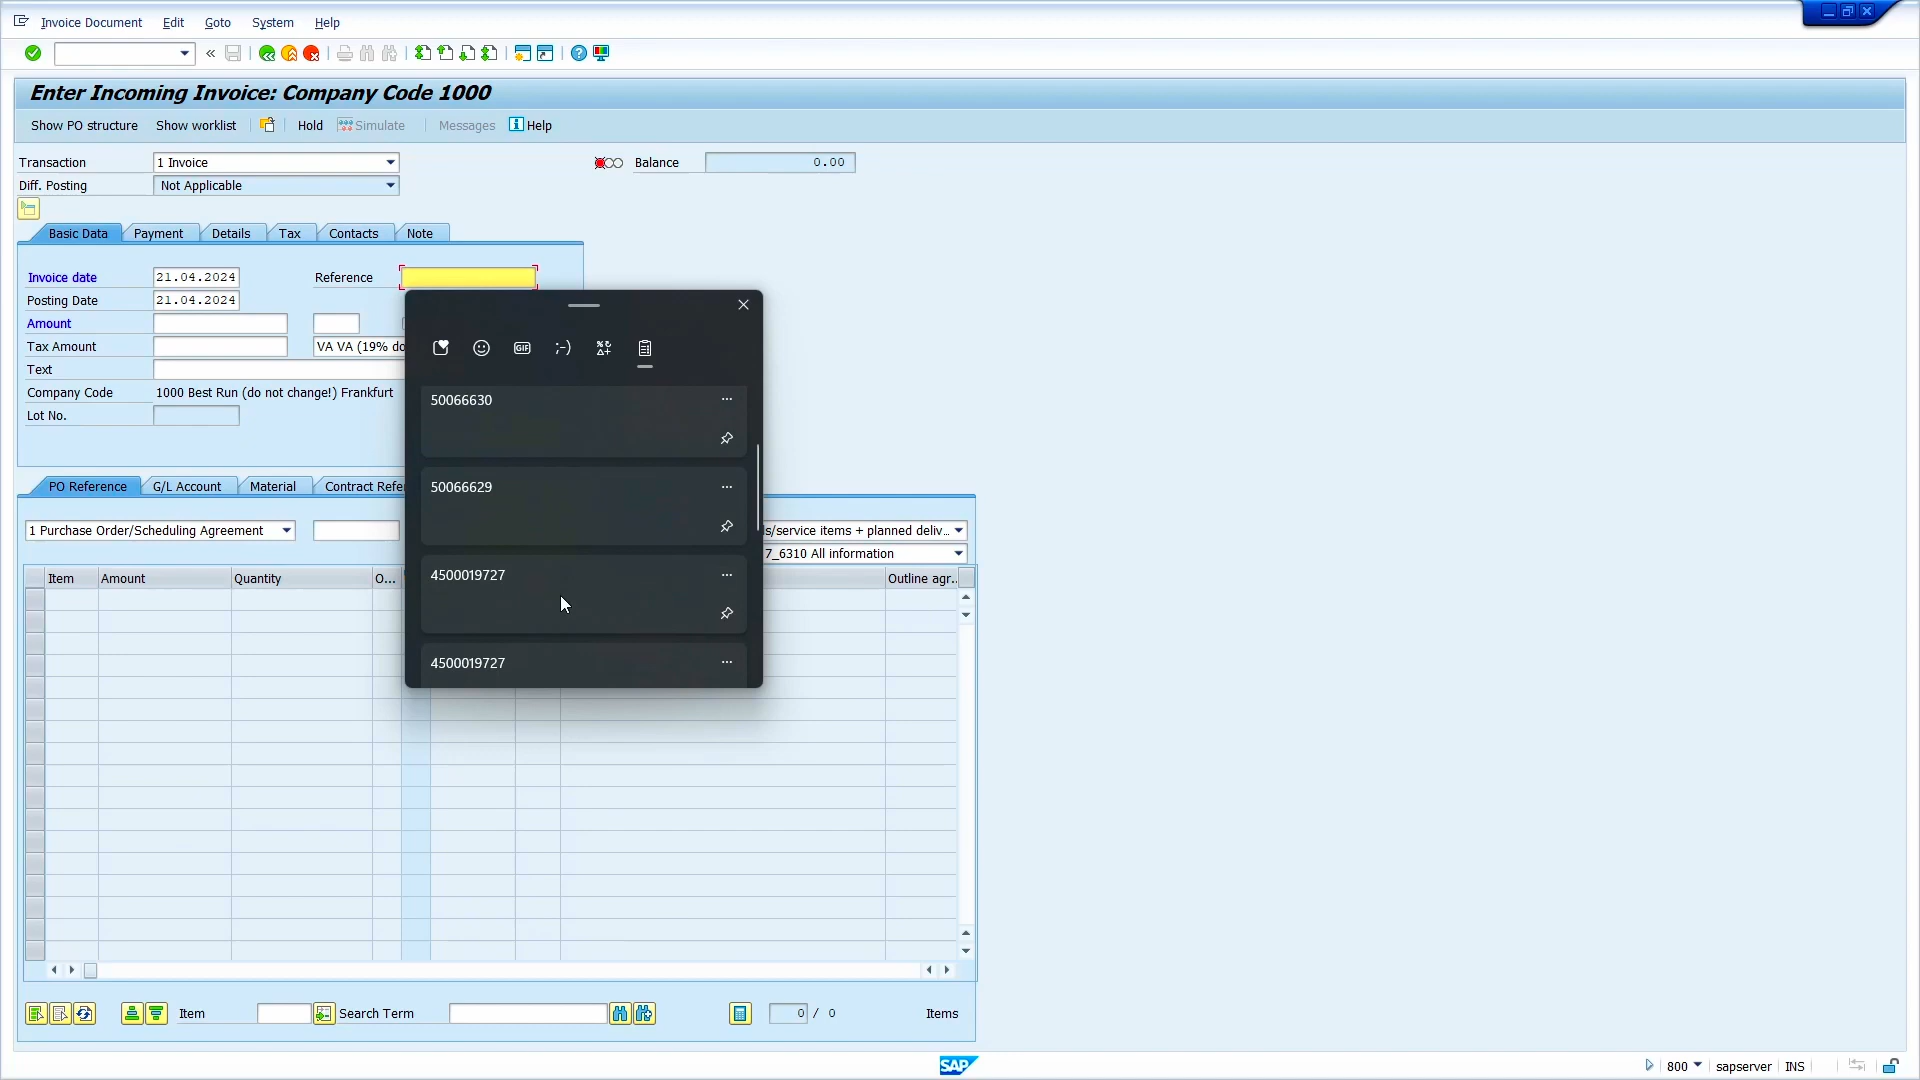 Invoice Document Edit Goto System Help
Enter Incoming Invoice: Company Code 1000
Show PO structure Show worklist Hold Simulate Messages Help
Transaction 1 Invoice Balance 0.00
Diff. Posting Not Applicable
Basic Data Payment Details Tax Contacts Note
Invoice date 21.04.2024 Reference
Posting Date 21.04.2024
Amount
Tax Amount VA VA (19% do
Text
Company Code 1000 Best Run (do not change!) Frankfurt
Lot No.
GIF
;-)
50066630
50066629
4500019727
4500019727
PO Reference G/L Account Material Contract Refe
1 Purchase Order/Scheduling Agreement s/service items + planned deliv...
7_6310 All information
Item Amount Quantity O... Outline agr..
Item Search Term 0 / 0 Items
SAP 800 sapserver INS